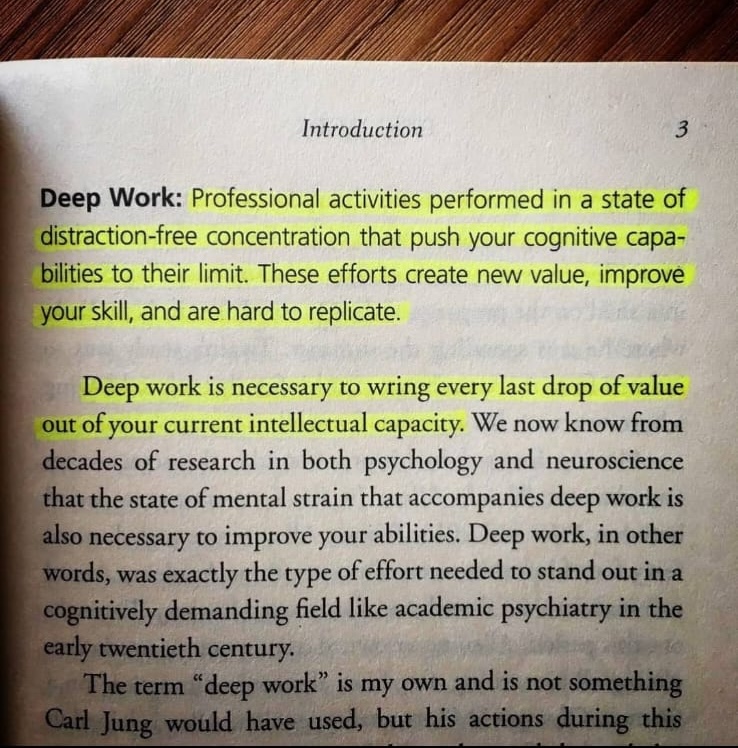 Introduction 3
Deep Work: Professional activities performed in a state of
distraction-free concentration that push your cognitive capa-
bilities to their limit. These efforts create new value, improve
your skill, and are hard to replicate.
Deep work is necessary to wring every last drop of value
out of your current intellectual capacity. We now know from
decades of research in both psychology and neuroscience
that the state of mental strain that accompanies deep work is
also necessary to improve your abilities. Deep work, in other
words, was exactly the type of effort needed to stand out in a
cognitively demanding field like academic psychiatry in the
early twentieth century.
The term “deep work” is my own and is not something
Carl Jung would have used, but his actions during this